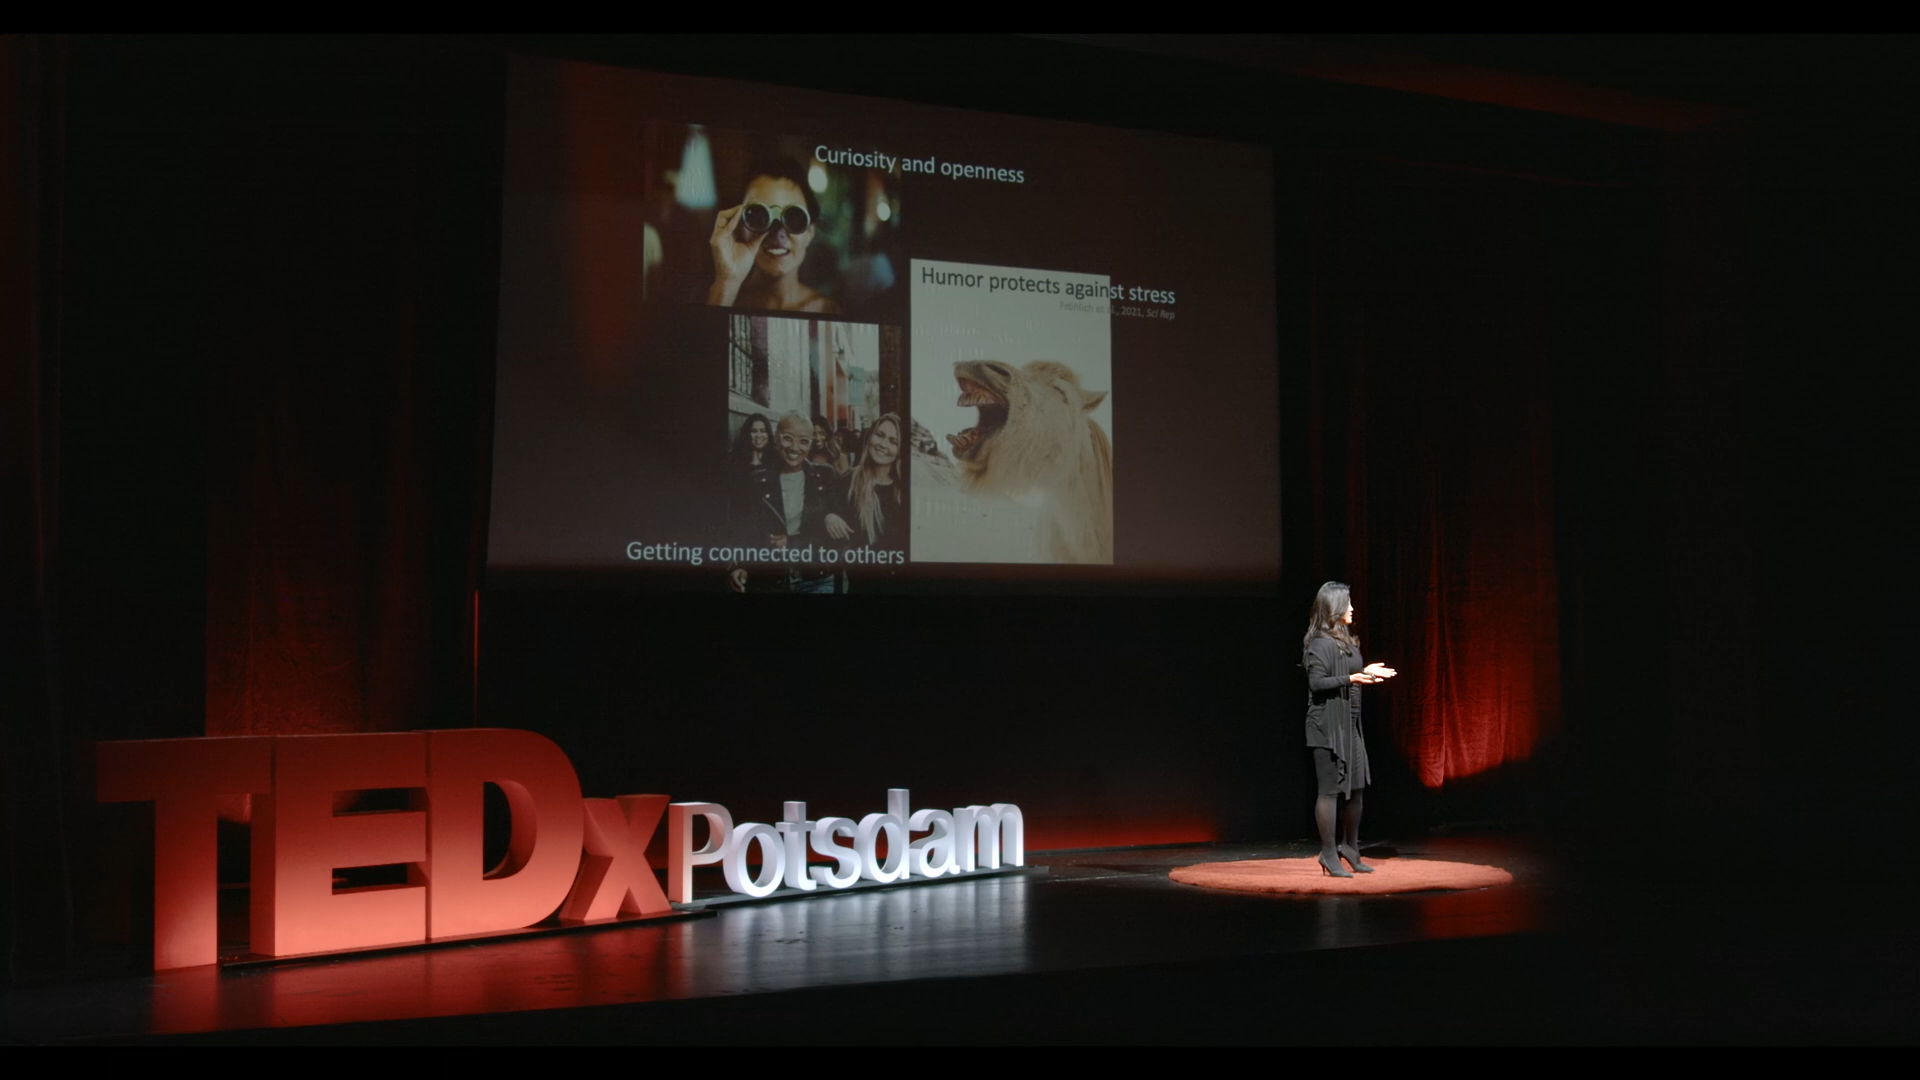 Curiosity and openness
Humor protects against stress
2021, Sci Rep
Getting connected to others
TEDxPotsdam